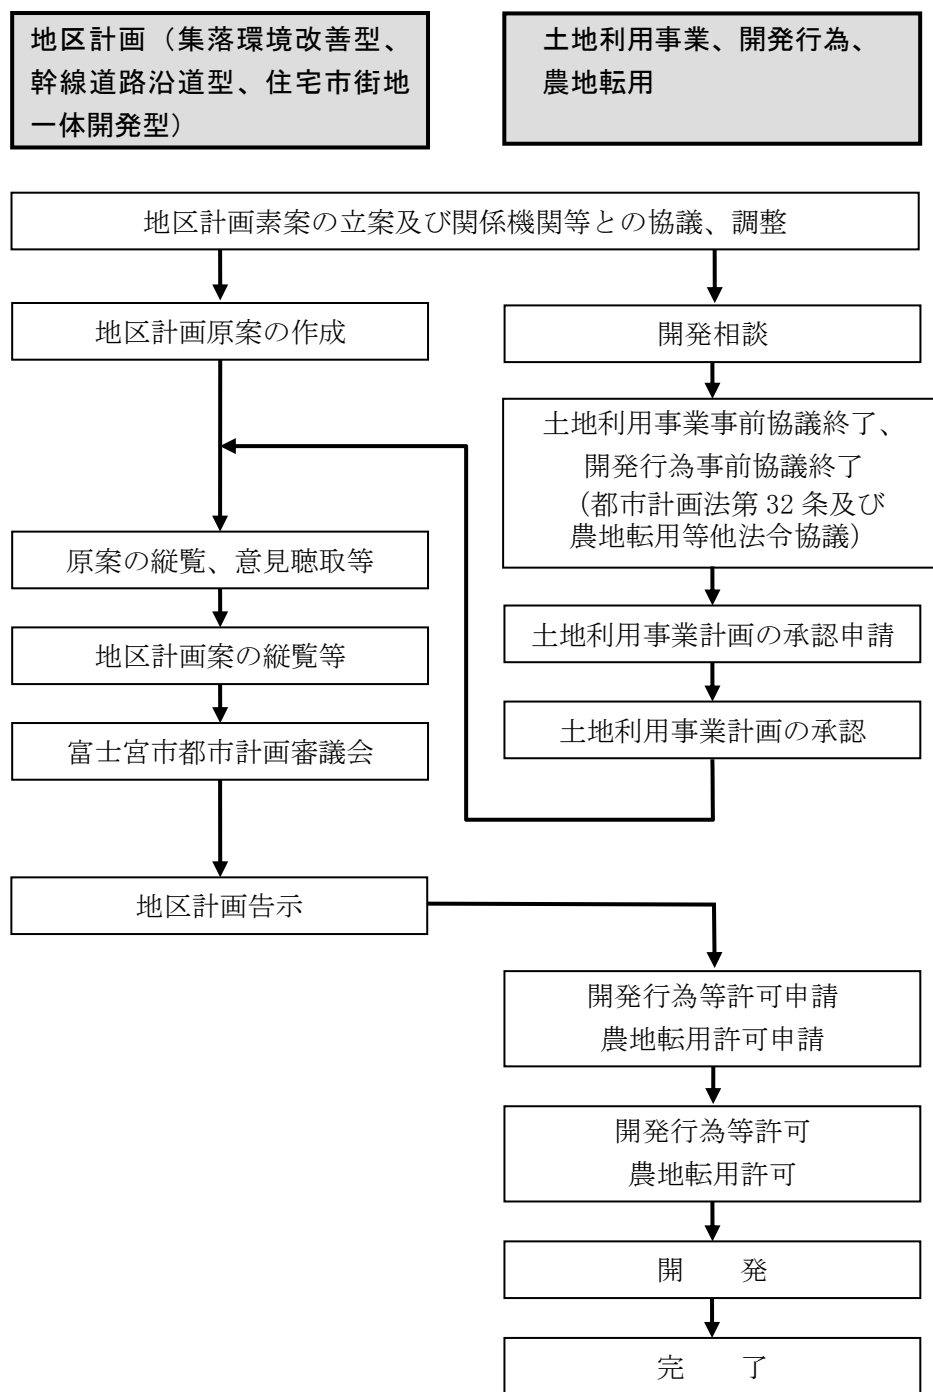 地区計画（集落環境改善型、
幹線道路沿道型、住宅市街地
一体開発型）
土地利用事業、開発行為、
農地転用
地区計画素案の立案及び関係機関等との協議、調整
地区計画原案の作成
開発相談
土地利用事業事前協議終了、
開発行為事前協議終了
（都市計画法第 32 条及び
農地転用等他法令協議）
原案の縦覧、意見聴取等
土地利用事業計画の承認申請
地区計画案の縦覧等
土地利用事業計画の承認
富士宮市都市計画審議会
地区計画告示
開発行為等許可申請
農地転用許可申請
開発行為等許可
農地転用許可
開　　発
完　　了